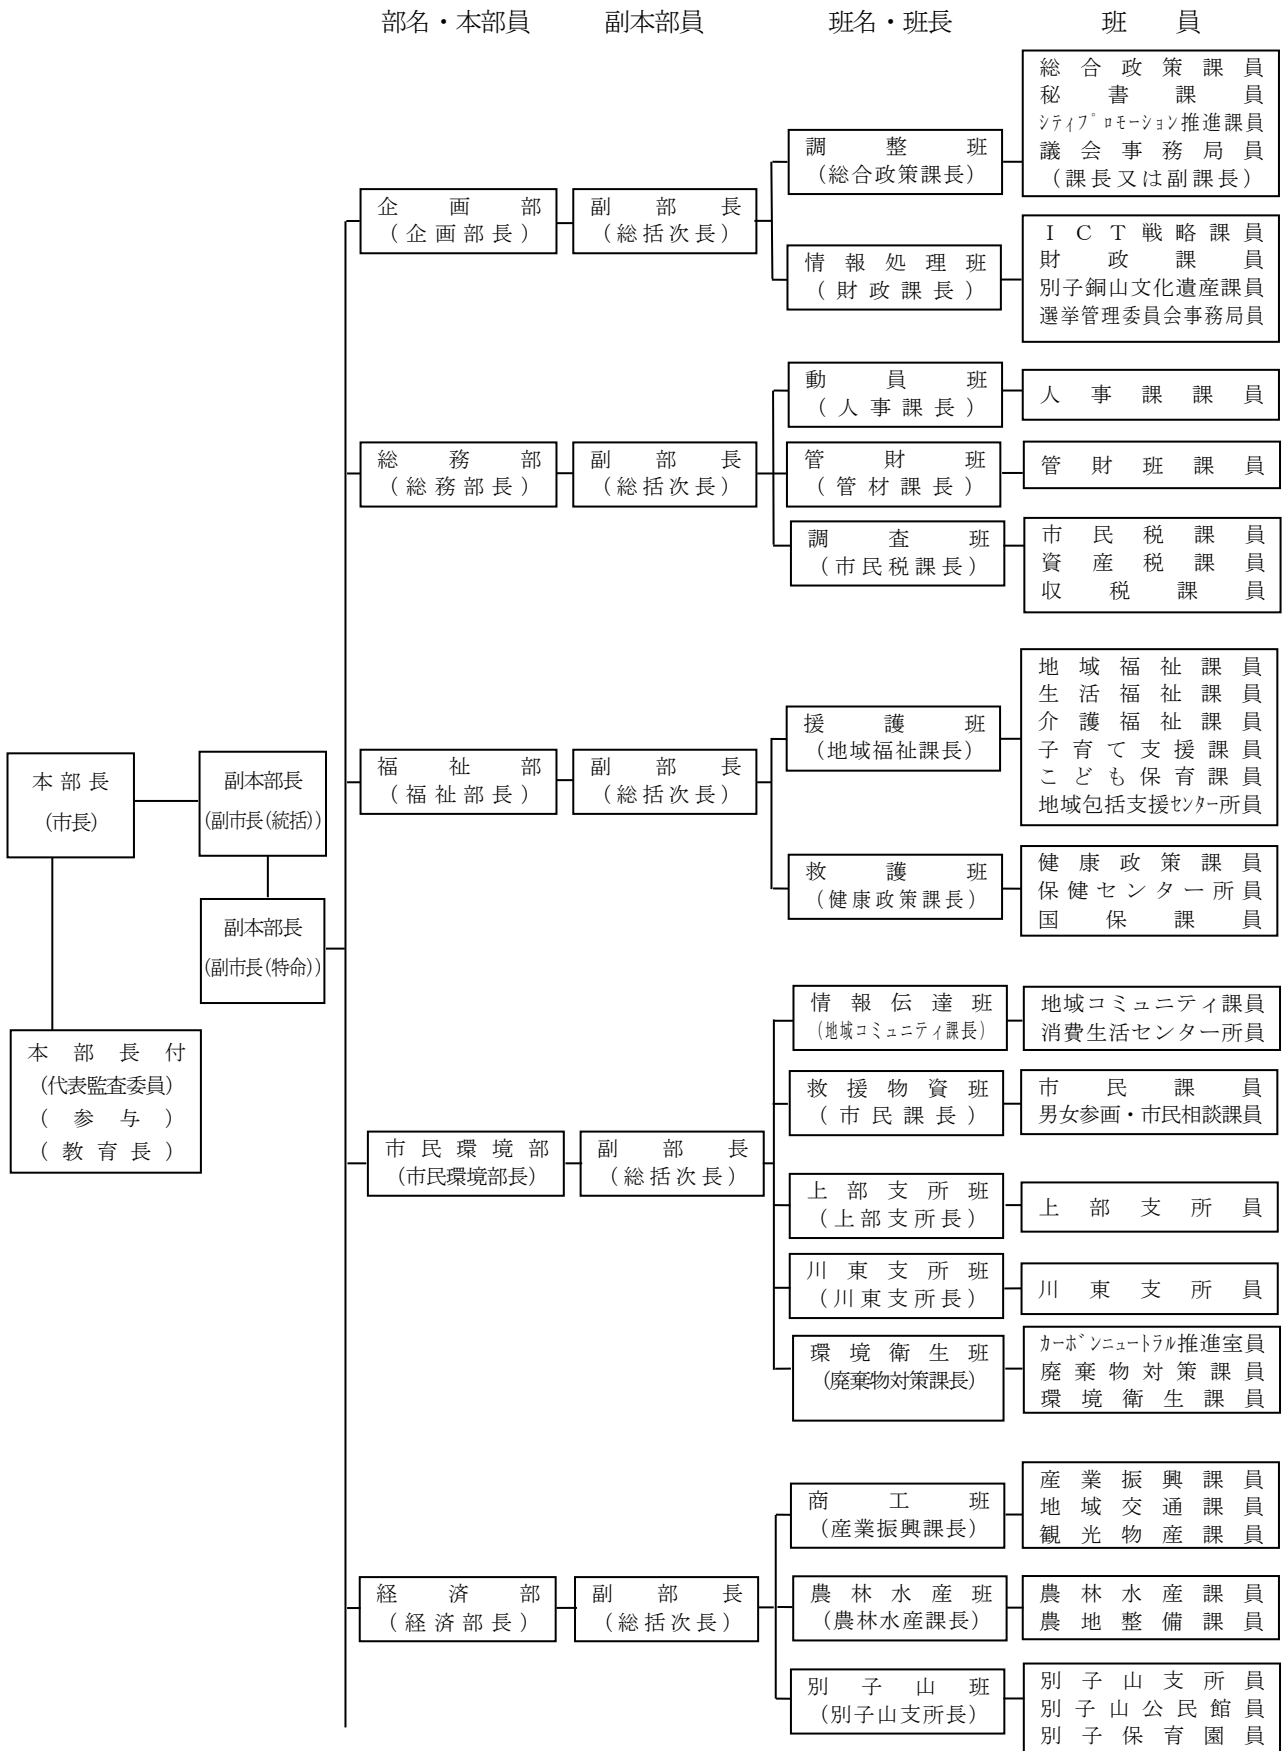 部名・本部員 副本部員 班名・班長 班員
総合政策課員
秘書課員
シティプロモーション推進課員
議会事務局員
(課長又は副課長)
調整班
(総合政策課長)
企画部
(企画部長)
副部長
(総括次長)
情報処理班
(財政課長)
ICT戦略課員
財政課員
別子銅山文化遺産課員
選挙管理委員会事務局員
動員班
(人事課長)
人事課課員
総務部
(総務部長)
副部長
(総括次長)
管財班
(管材課長)
管財班課員
調査班
(市民税課長)
市民税課員
資産税課員
収税課員
本部長
(市長)
副本部長
(副市長(統括))
副本部長
(副市長(特命))
本部長付
(代表監査委員)
(参与)
(教育長)
福祉部
(福祉部長)
副部長
(総括次長)
援護班
(地域福祉課長)
地域福祉課員
生活福祉課員
介護福祉課員
子育て支援課員
こども保育課員
地域包括支援センター所員
救護班
(健康政策課長)
健康政策課員
保健センター所員
国保課員
市民環境部
(市民環境部長)
副部長
(総括次長)
情報伝達班
(地域コミュニティ課長)
地域コミュニティ課員
消費生活センター所員
救援物資班
(市民課長)
市民課員
男女参画・市民相談課員
上部支所班
(上部支所長)
上部支所員
川東支所班
(川東支所長)
川東支所員
環境衛生班
(廃棄物対策課長)
カーボンニュートラル推進室員
廃棄物対策課員
環境衛生課員
経済部
(経済部長)
副部長
(総括次長)
商工班
(産業振興課長)
産業振興課員
地域交通課員
観光物産課員
農林水産班
(農林水産課長)
農林水産課員
農地整備課員
別子山班
(別子山支所長)
別子山支所員
別子山公民館員
別子保育園員